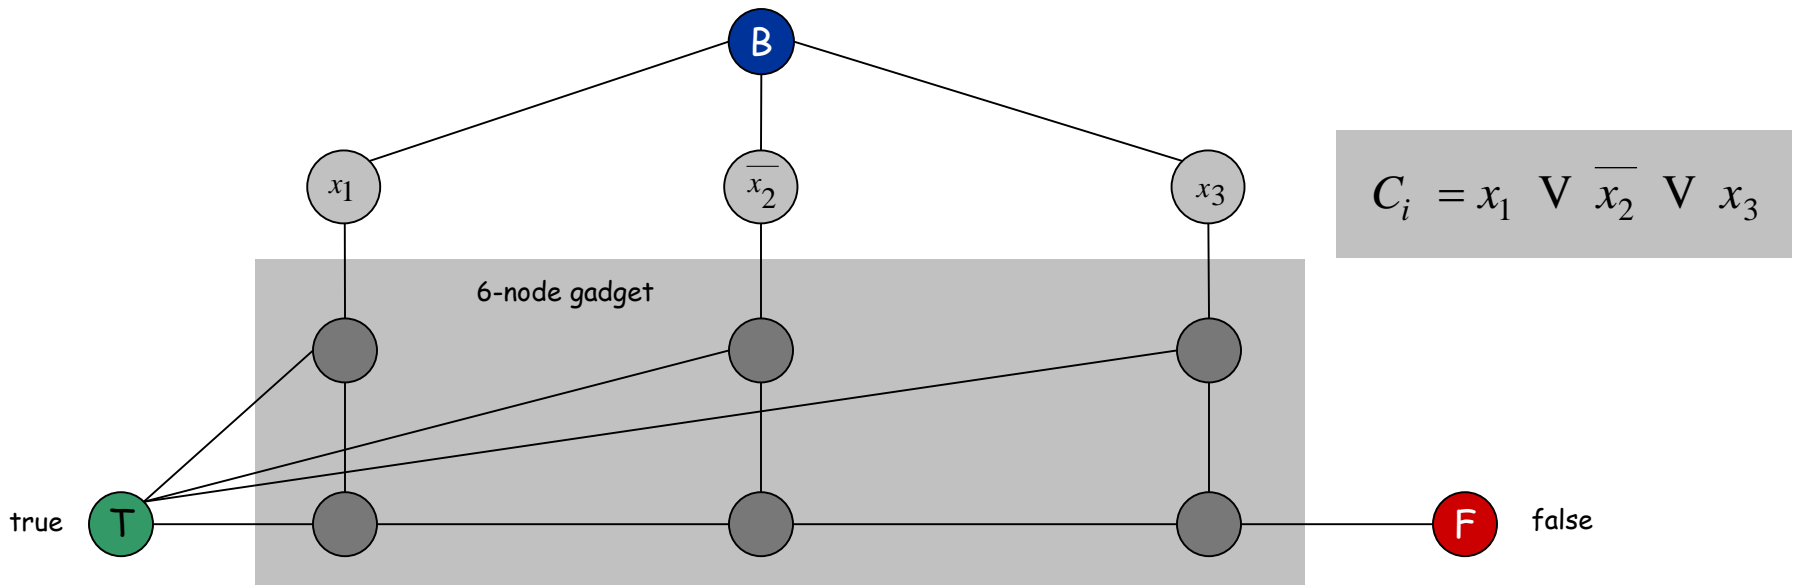 B
x₁
x̅₂
x₃
Cᵢ = x₁ V x̅₂ V x₃
6-node gadget
true
T
F
false